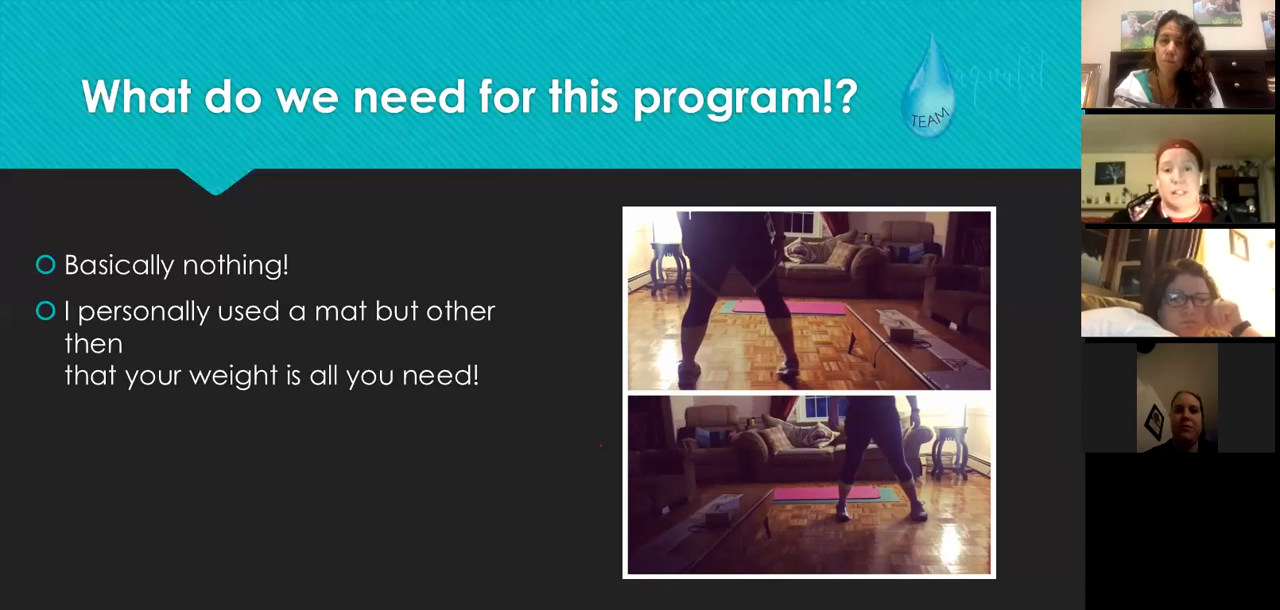 What do we need for this program!?
aquafit
TEAM
Basically nothing!
I personally used a mat but other
then
that your weight is all you need!